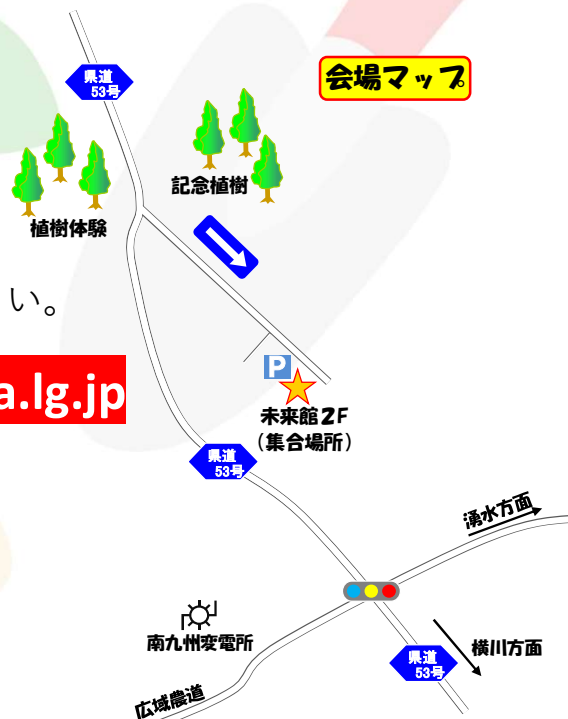 会場マップ
県道
53号
記念植樹
植樹体験
い。
P
a.lg.jp
未来館2F
（集合場所）
県道
53号
湧水方面
南九州変電所
横川方面
県道
53号
広域農道